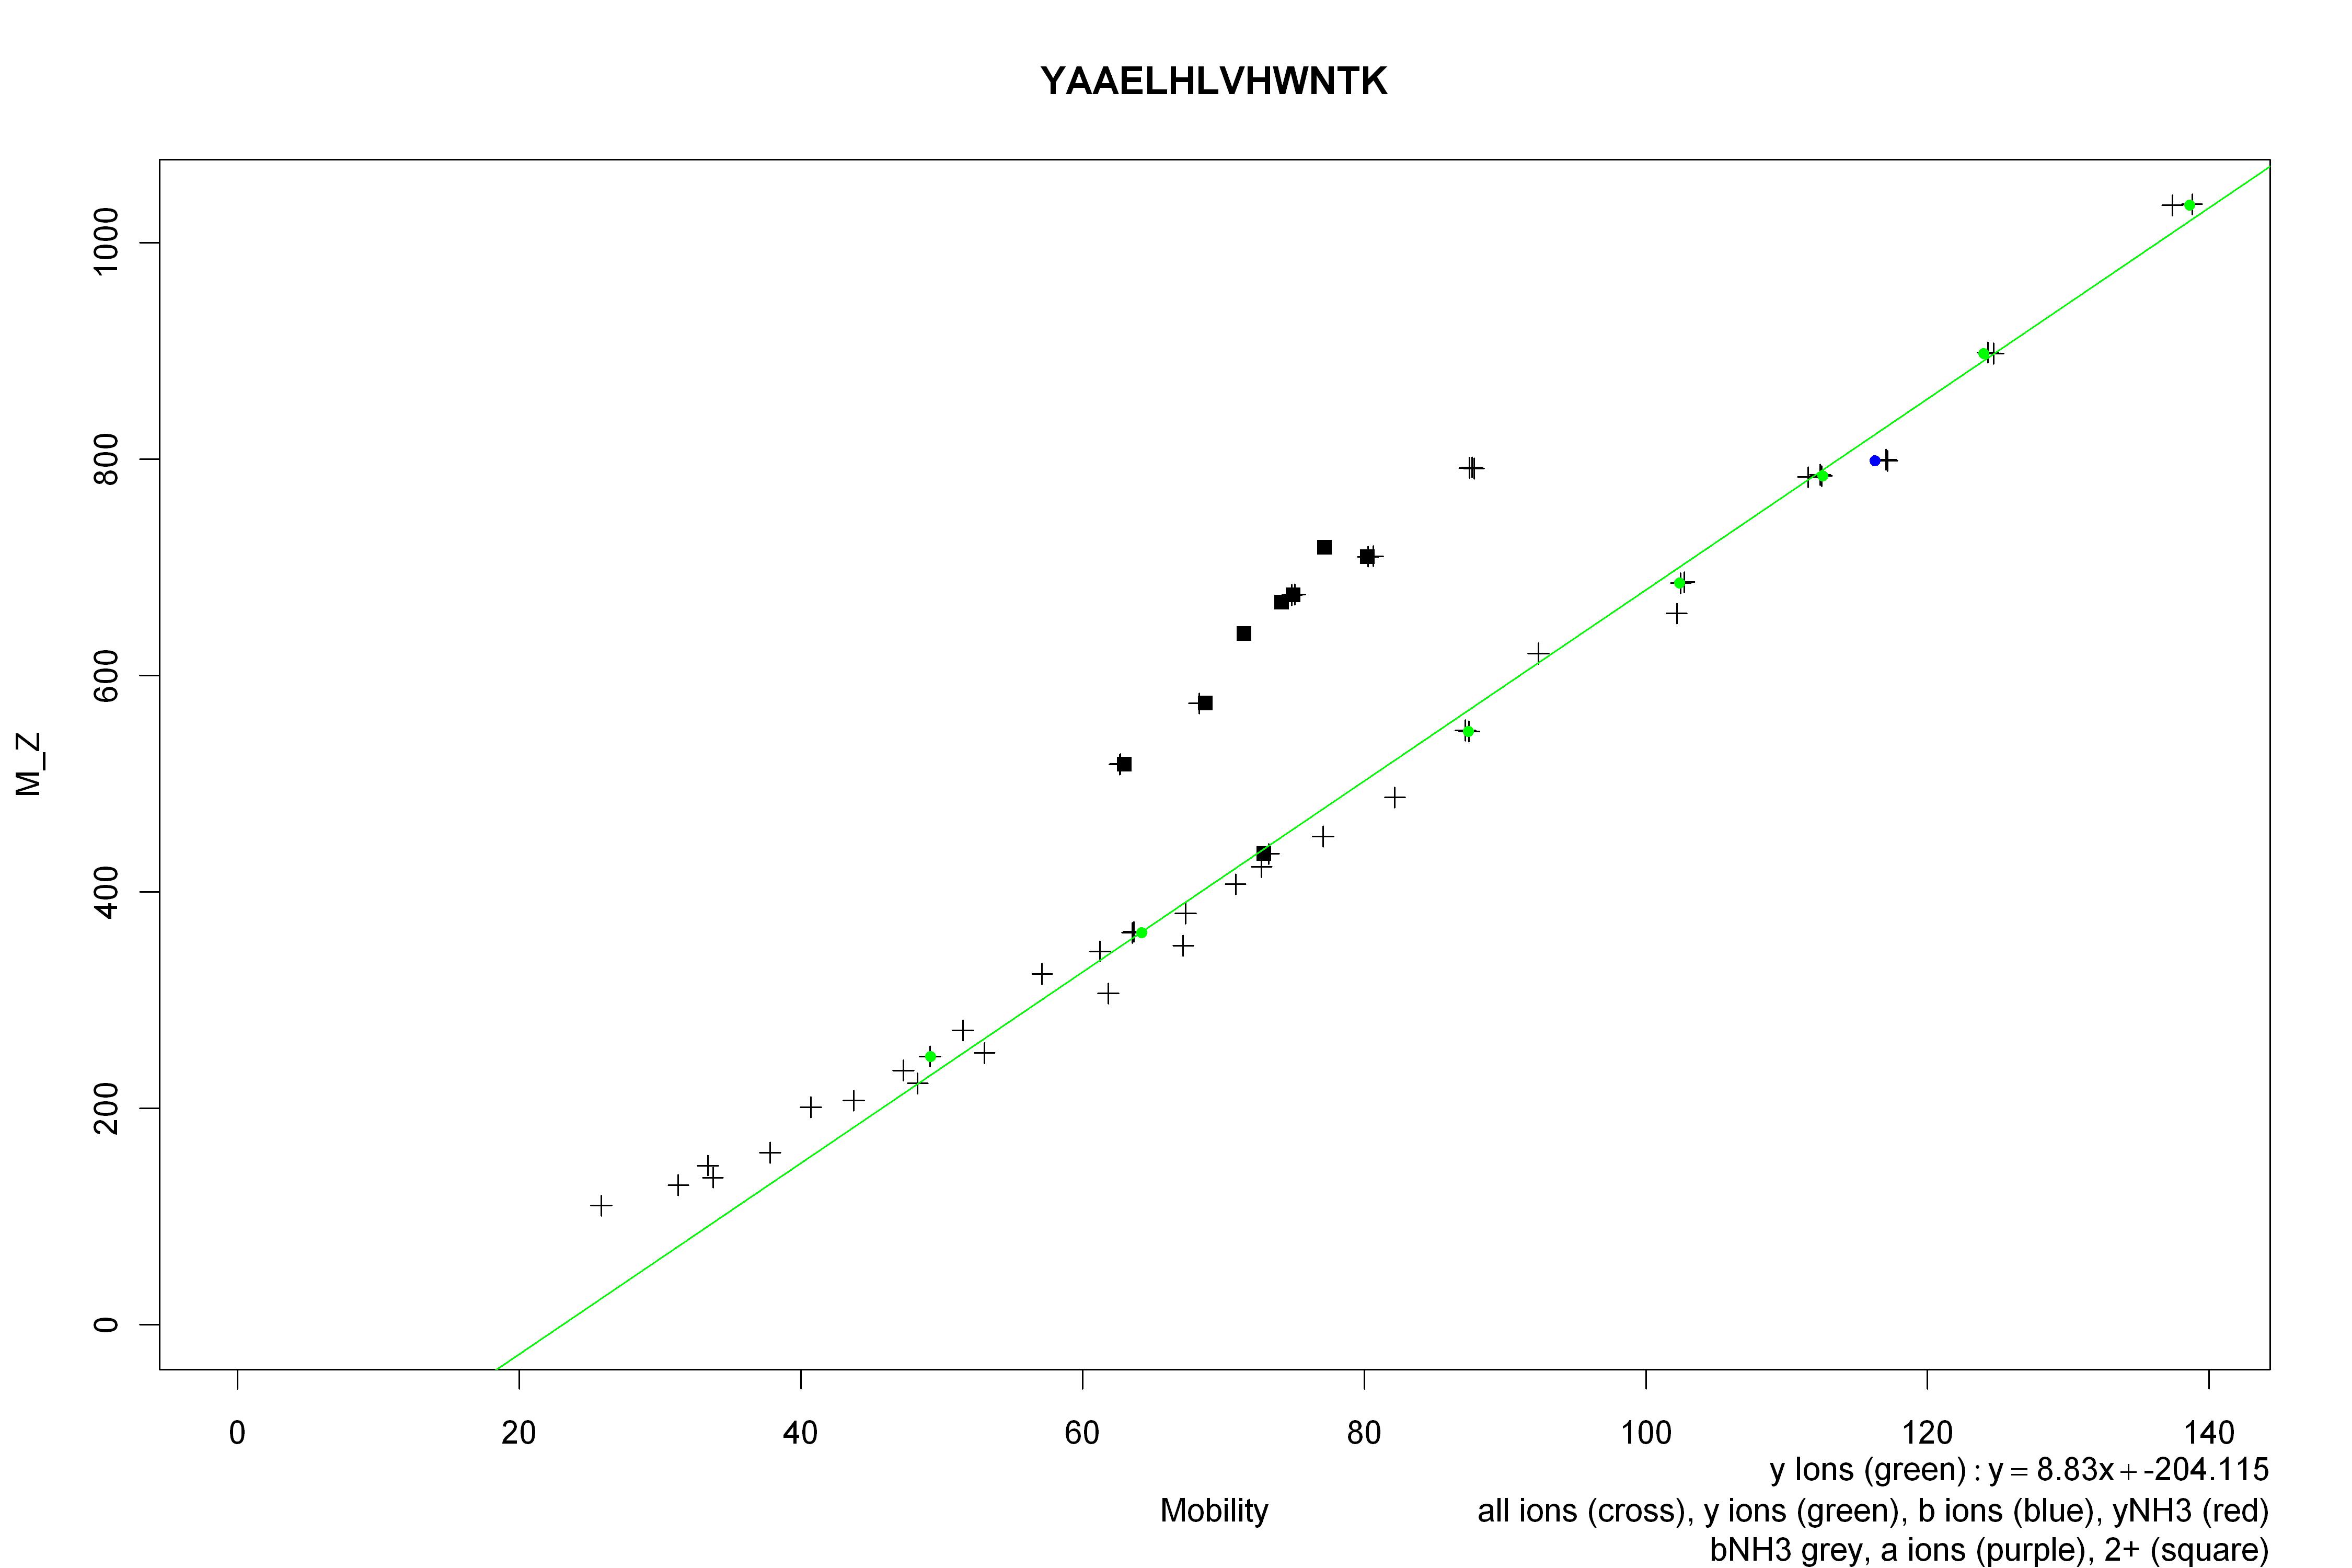 YAAELHLVHWNTK
M_Z
1000
800
600
400
200
0
0 20 40 60 80 100 120 140
y Ions (green) : y = 8.83x + -204.115
Mobility
all ions (cross), y ions (green), b ions (blue), yNH3 (red)
bNH3 grey, a ions (purple), 2+ (square)